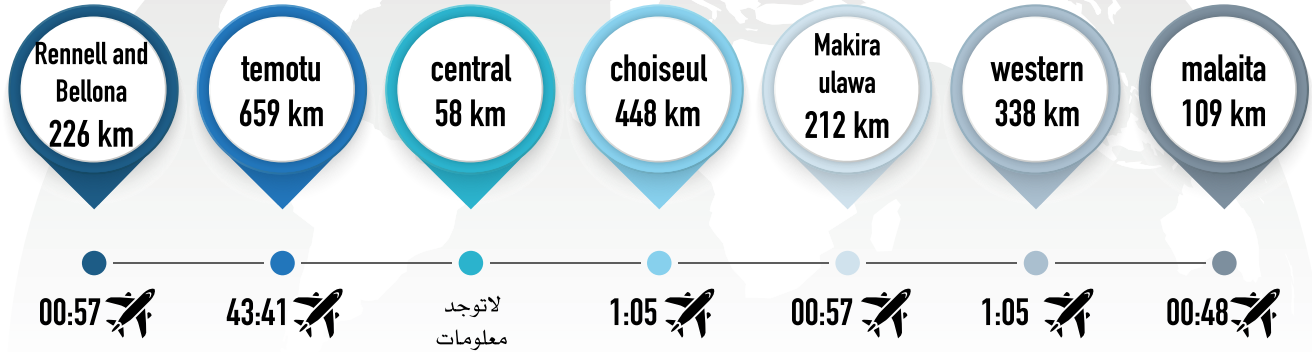 Rennell and
Bellona
226 km
temotu
659 km
central
58 km
choiseul
448 km
Makira
ulawa
212 km
western
338 km
malaita
109 km
00:57
43:41
لاتوجد
معلومات
1:05
00:57
1:05
00:48